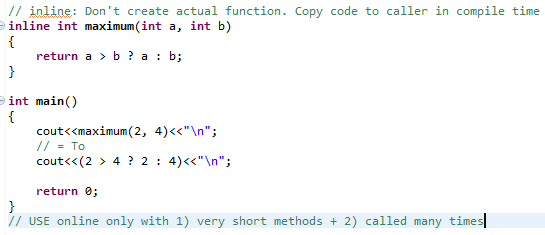 // inline: Don't create actual function. Copy code to caller in compile time
inline int maximum(int a, int b)
{
    return a > b ? a : b;
}
int main()
{
    cout<<maximum(2, 4)<<"\n";
    // = To
    cout<<(2 > 4 ? 2 : 4)<<"\n";
    return 0;
}
// USE online only with 1) very short methods + 2) called many times